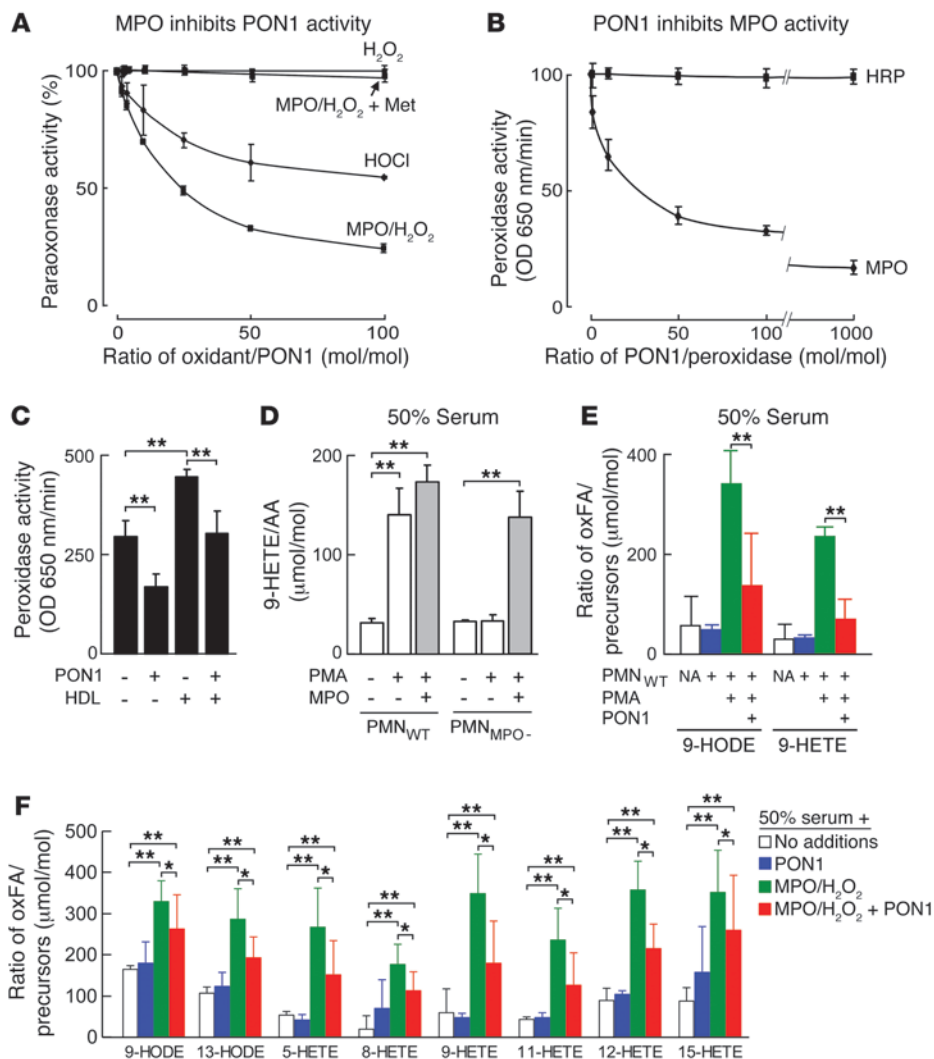 A
MPO inhibits PON1 activity
Paraoxonase activity (%)
100
50
0
H₂O₂
MPO/H₂O₂ + Met
HOCl
MPO/H₂O₂
0 50 100
Ratio of oxidant/PON1 (mol/mol)
B
PON1 inhibits MPO activity
Peroxidase activity
(OD 650 nm/min)
100
50
0
HRP
MPO
0 50 100 1000
Ratio of PON1/peroxidase (mol/mol)
C
Peroxidase activity
(OD 650 nm/min)
500
250
0
** ** ** 
PON1 - + - +
HDL - - + +
D
50% Serum
9-HETE/AA
(μmol/mol)
200
100
0
** ** **
PMA - + + - + +
MPO - - + - - +
PMN_WT PMN_MPO-
E
50% Serum
Ratio of oxFA/
precursors (μmol/mol)
400
200
0
** **
PMN_WT NA + + + NA + + +
PMA + + + +
PON1 + +
9-HODE 9-HETE
F
Ratio of oxFA/
precursors (μmol/mol)
500
400
300
200
100
0
** ** ** ** ** ** ** **
** ** ** ** ** ** ** **
* * * * * * * *
9-HODE 13-HODE 5-HETE 8-HETE 9-HETE 11-HETE 12-HETE 15-HETE
50% serum +
No additions
PON1
MPO/H₂O₂
MPO/H₂O₂ + PON1